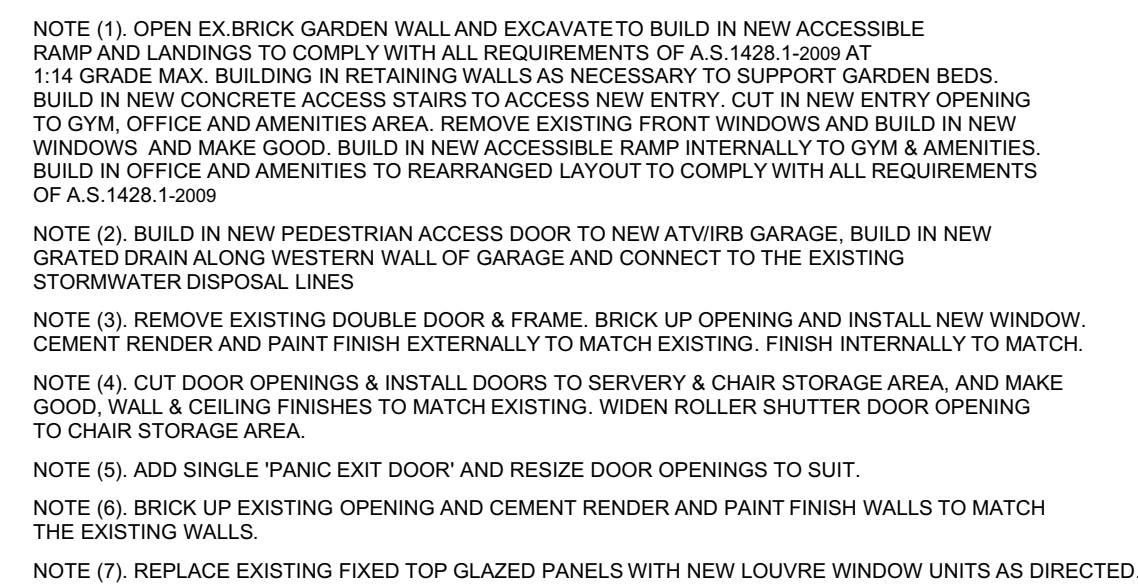 NOTE (1). OPEN EX.BRICK GARDEN WALL AND EXCAVATE TO BUILD IN NEW ACCESSIBLE
RAMP AND LANDINGS TO COMPLY WITH ALL REQUIREMENTS OF A.S.1428.1-2009 AT
1:14 GRADE MAX. BUILDING IN RETAINING WALLS AS NECESSARY TO SUPPORT GARDEN BEDS.
BUILD IN NEW CONCRETE ACCESS STAIRS TO ACCESS NEW ENTRY. CUT IN NEW ENTRY OPENING
TO GYM, OFFICE AND AMENITIES AREA. REMOVE EXISTING FRONT WINDOWS AND BUILD IN NEW
WINDOWS AND MAKE GOOD. BUILD IN NEW ACCESSIBLE RAMP INTERNALLY TO GYM & AMENITIES.
BUILD IN OFFICE AND AMENITIES TO REARRANGED LAYOUT TO COMPLY WITH ALL REQUIREMENTS
OF A.S.1428.1-2009
NOTE (2). BUILD IN NEW PEDESTRIAN ACCESS DOOR TO NEW ATV/IRB GARAGE, BUILD IN NEW
GRATED DRAIN ALONG WESTERN WALL OF GARAGE AND CONNECT TO THE EXISTING
STORMWATER DISPOSAL LINES
NOTE (3). REMOVE EXISTING DOUBLE DOOR & FRAME. BRICK UP OPENING AND INSTALL NEW WINDOW.
CEMENT RENDER AND PAINT FINISH EXTERNALLY TO MATCH EXISTING. FINISH INTERNALLY TO MATCH.
NOTE (4). CUT DOOR OPENINGS & INSTALL DOORS TO SERVERY & CHAIR STORAGE AREA, AND MAKE
GOOD, WALL & CEILING FINISHES TO MATCH EXISTING. WIDEN ROLLER SHUTTER DOOR OPENING
TO CHAIR STORAGE AREA.
NOTE (5). ADD SINGLE 'PANIC EXIT DOOR' AND RESIZE DOOR OPENINGS TO SUIT.
NOTE (6). BRICK UP EXISTING OPENING AND CEMENT RENDER AND PAINT FINISH WALLS TO MATCH
THE EXISTING WALLS.
NOTE (7). REPLACE EXISTING FIXED TOP GLAZED PANELS WITH NEW LOUVRE WINDOW UNITS AS DIRECTED